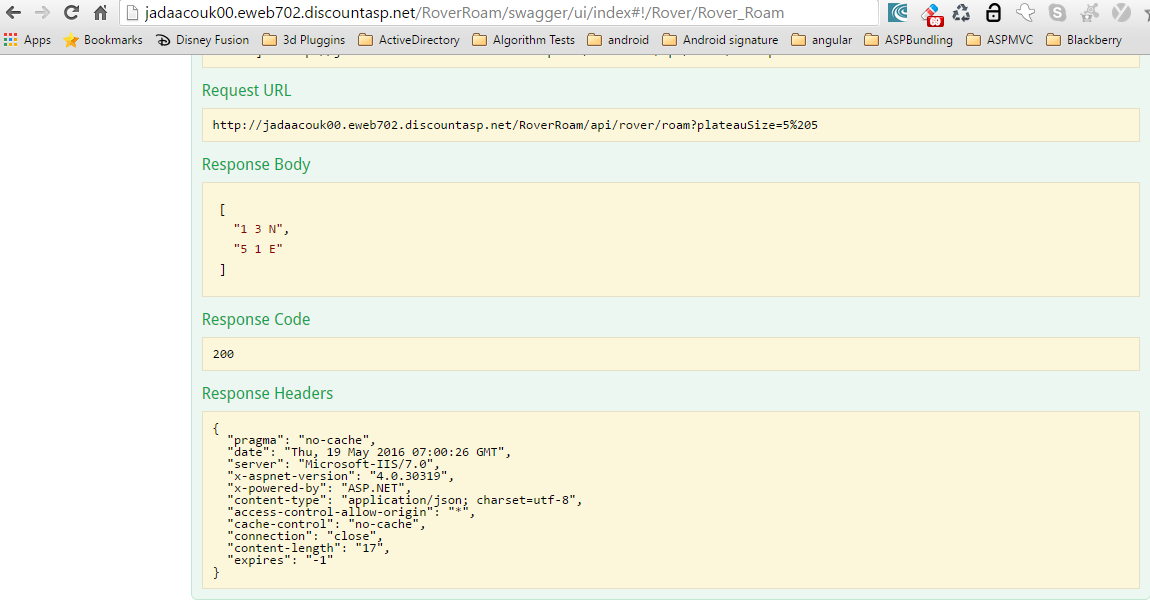 jadaacouk00.eweb702.discountasp.net/RoverRoam/swagger/ui/index#!/Rover/Rover_Roam
69
Apps Bookmarks Disney Fusion 3d Pluggins ActiveDirectory Algorithm Tests android Android signature angular ASPBundling ASPMVC Blackberry
Request URL
http://jadaacouk00.eweb702.discountasp.net/RoverRoam/api/rover/roam?plateauSize=5%205
Response Body
[
"1 3 N",
"5 1 E"
]
Response Code
200
Response Headers
{
"pragma": "no-cache",
"date": "Thu, 19 May 2016 07:00:26 GMT",
"server": "Microsoft-IIS/7.0",
"x-aspnet-version": "4.0.30319",
"x-powered-by": "ASP.NET",
"content-type": "application/json; charset=utf-8",
"access-control-allow-origin": "*",
"cache-control": "no-cache",
"connection": "close",
"content-length": "17",
"expires": "-1"
}